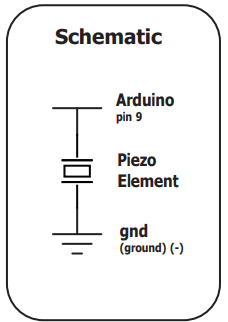 Schematic
Arduino
pin 9
Piezo
Element
gnd
(ground) (-)